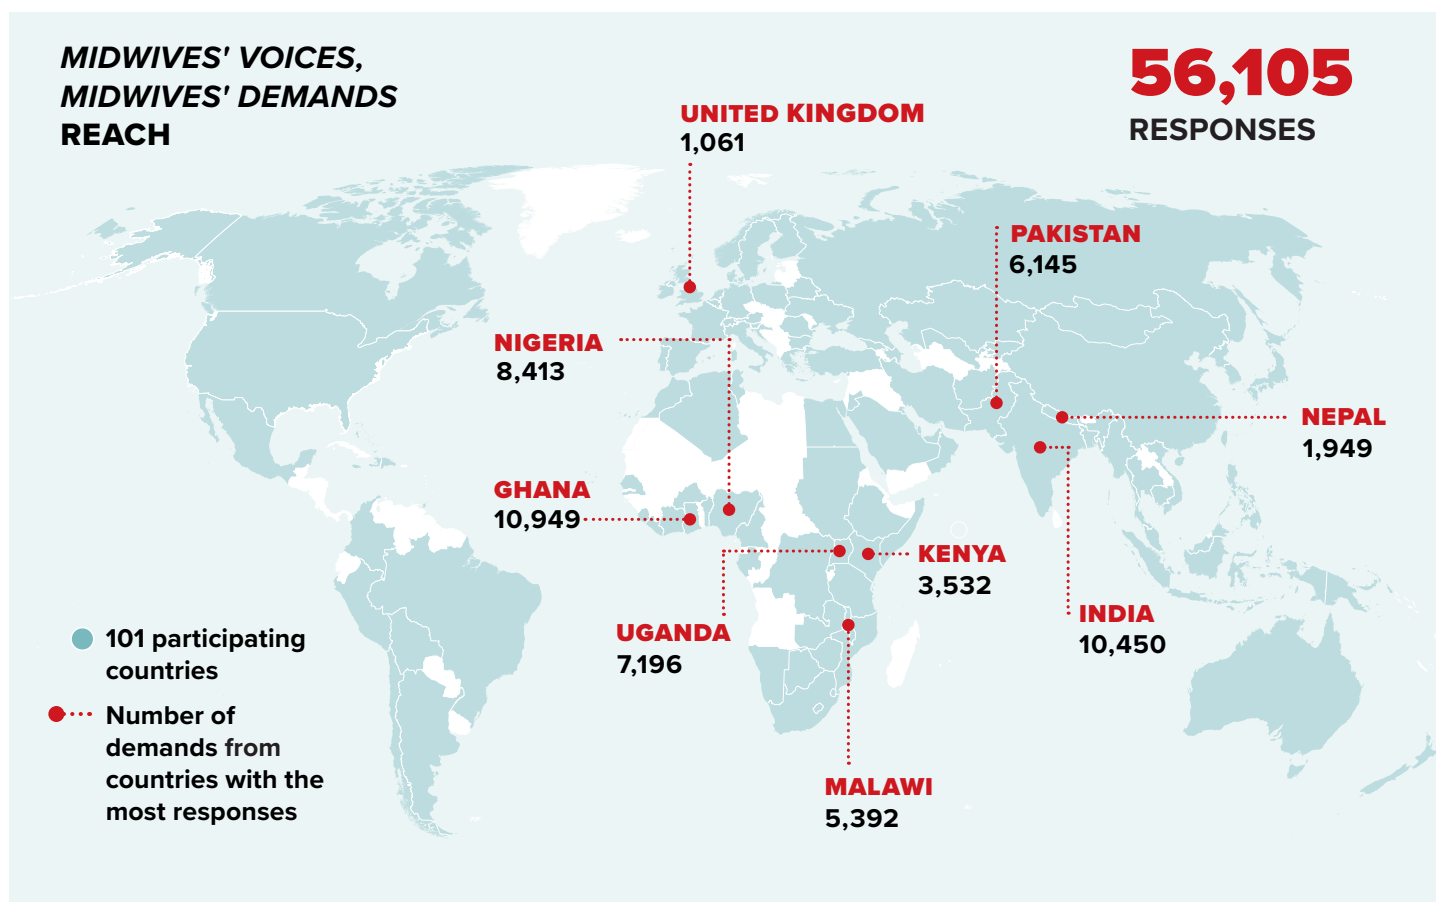 MIDWIVES' VOICES,
MIDWIVES' DEMANDS
REACH
56,105
RESPONSES
UNITED KINGDOM
1,061
PAKISTAN
6,145
NIGERIA
8,413
NEPAL
1,949
GHANA
10,949
KENYA
3,532
UGANDA
7,196
INDIA
10,450
MALAWI
5,392
101 participating
countries
Number of
demands from
countries with the
most responses